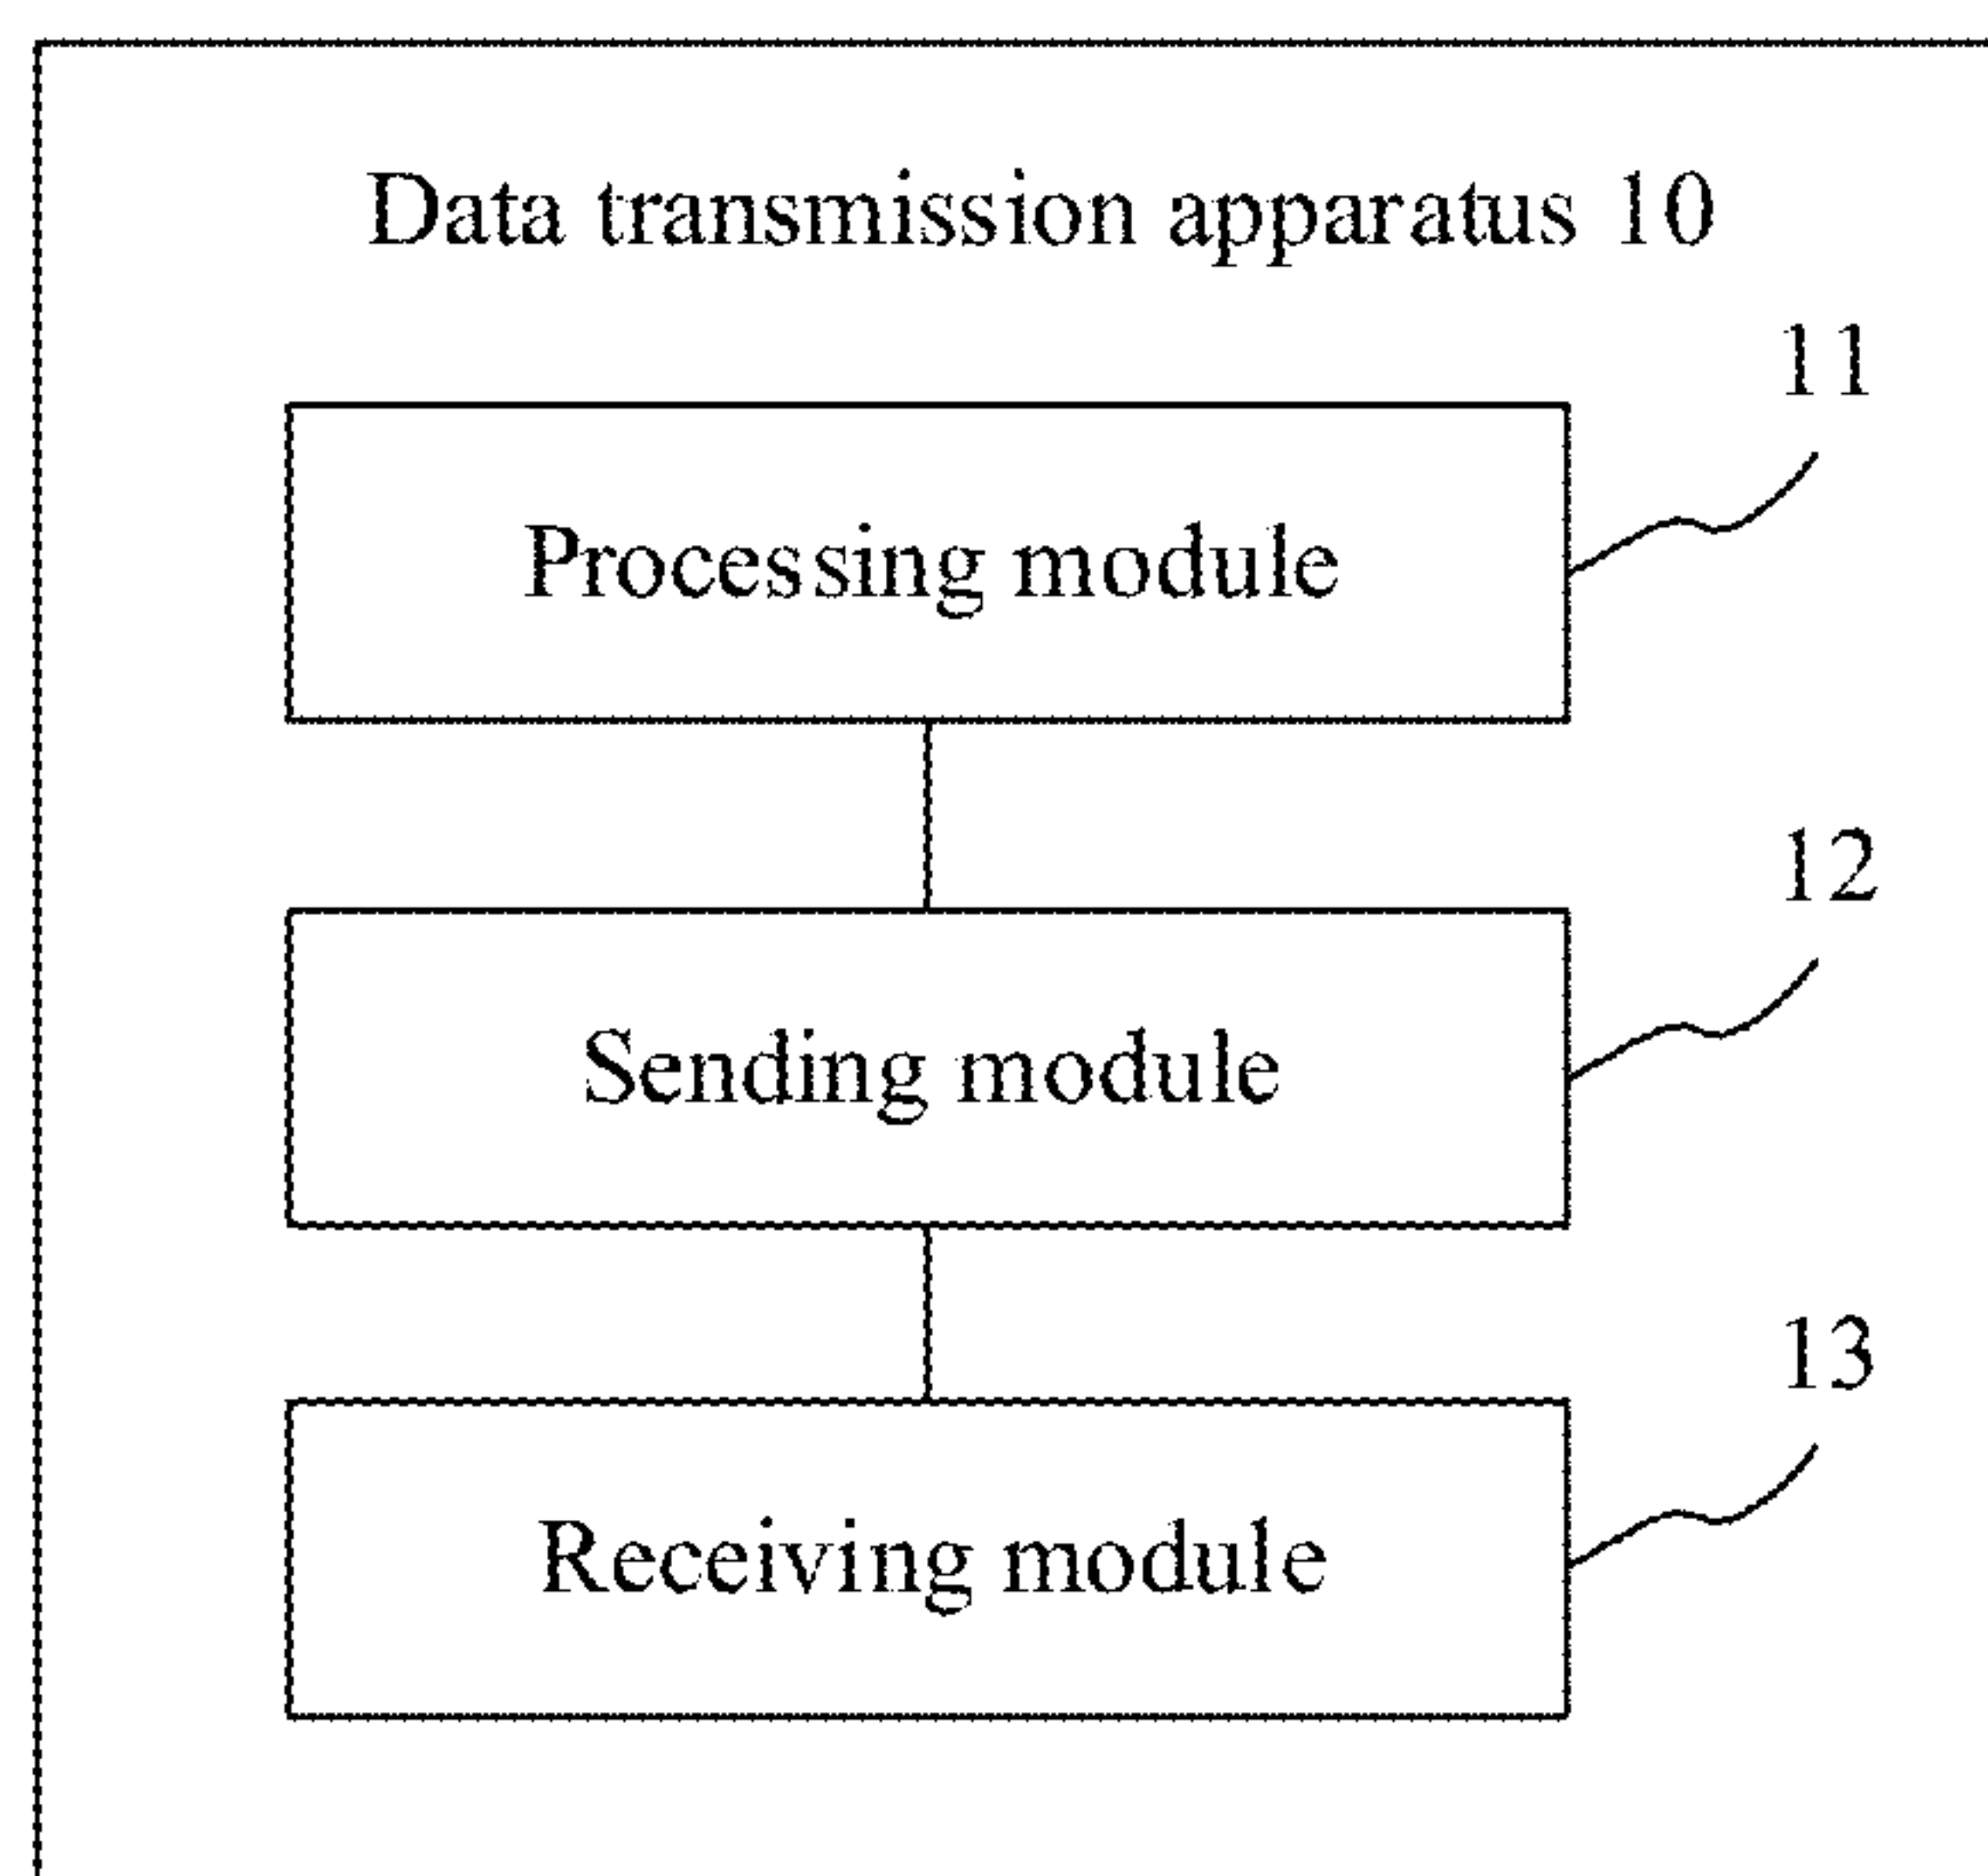 Data transmission apparatus 10
11
Processing module
12
Sending module
13
Receiving module